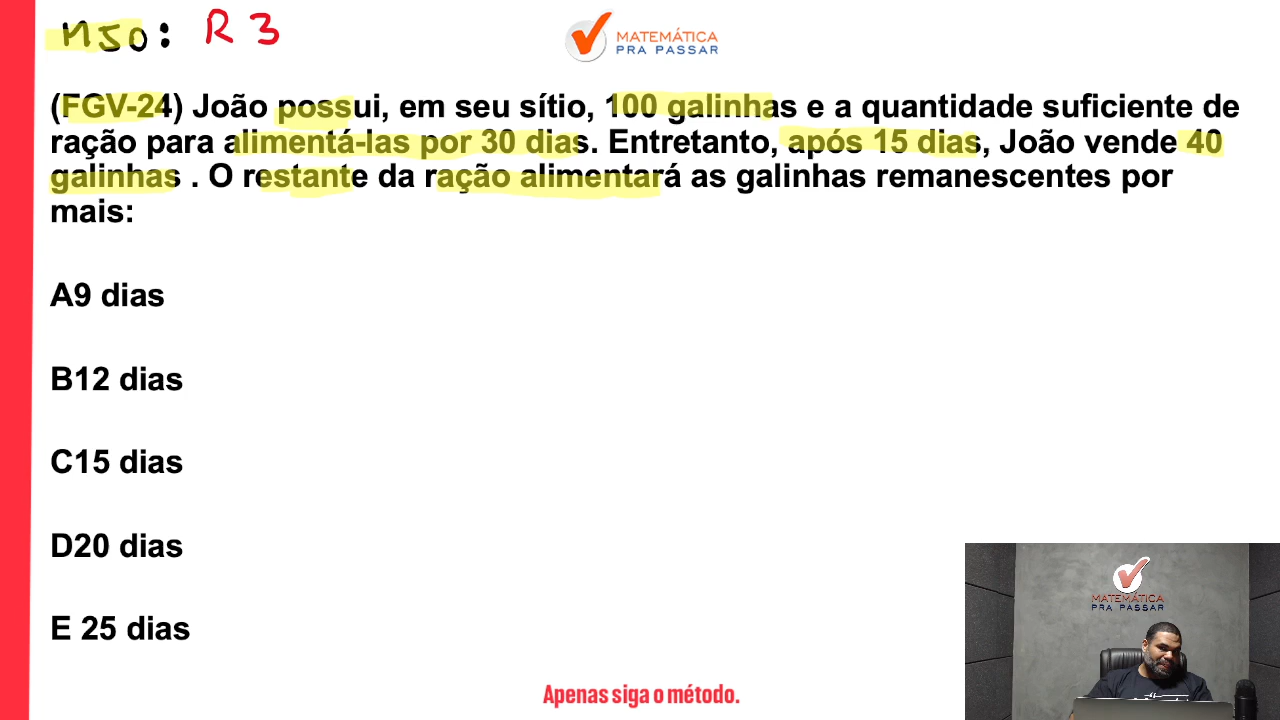 MJO: R3
MATEMÁTICA
PRA PASSAR
(FGV-24) João possui, em seu sítio, 100 galinhas e a quantidade suficiente de
ração para alimentá-las por 30 dias. Entretanto, após 15 dias, João vende 40
galinhas . O restante da ração alimentará as galinhas remanescentes por
mais:
A9 dias
B12 dias
C15 dias
D20 dias
E 25 dias
MATEMÁTICA
PRA PASSAR
Apenas siga o método.